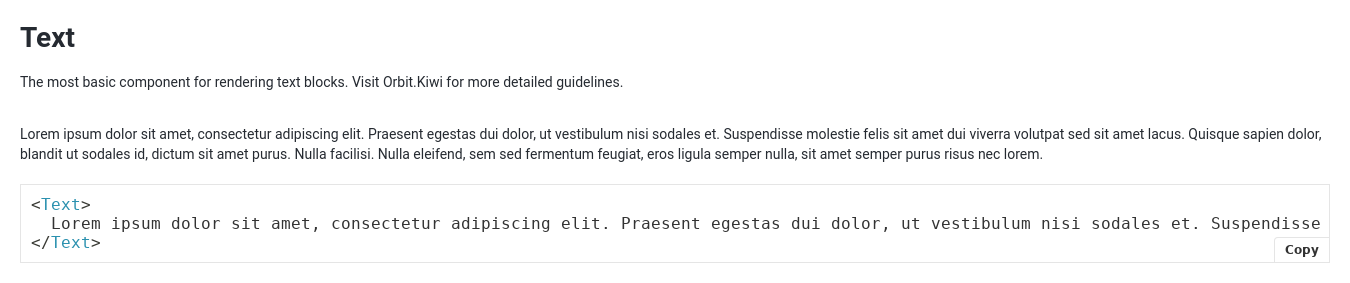 Text
The most basic component for rendering text blocks. Visit Orbit.Kiwi for more detailed guidelines.
Lorem ipsum dolor sit amet, consectetur adipiscing elit. Praesent egestas dui dolor, ut vestibulum nisi sodales et. Suspendisse molestie felis sit amet dui viverra volutpat sed sit amet lacus. Quisque sapien dolor,
blandit ut sodales id, dictum sit amet purus. Nulla facilisi. Nulla eleifend, sem sed fermentum feugiat, eros ligula semper nulla, sit amet semper purus risus nec lorem.
<Text>
  Lorem ipsum dolor sit amet, consectetur adipiscing elit. Praesent egestas dui dolor, ut vestibulum nisi sodales et. Suspendisse
</Text>
Copy